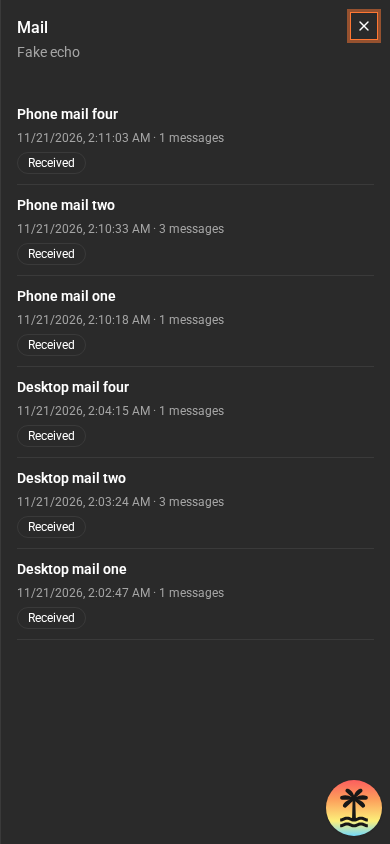 Mail
Fake echo
Phone mail four
11/21/2026, 2:11:03 AM · 1 messages
Received
Phone mail two
11/21/2026, 2:10:33 AM · 3 messages
Received
Phone mail one
11/21/2026, 2:10:18 AM · 1 messages
Received
Desktop mail four
11/21/2026, 2:04:15 AM · 1 messages
Received
Desktop mail two
11/21/2026, 2:03:24 AM · 3 messages
Received
Desktop mail one
11/21/2026, 2:02:47 AM · 1 messages
Received